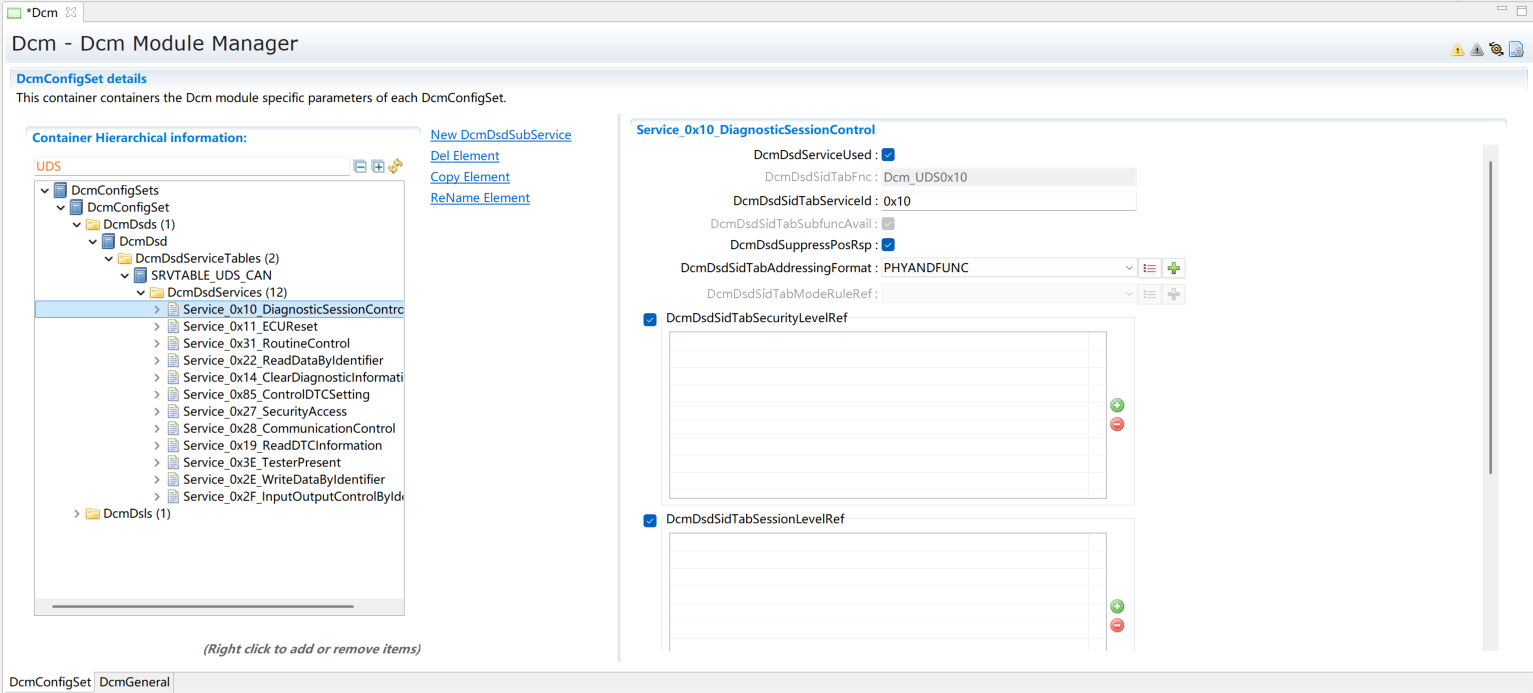 *Dcm
Dcm - Dcm Module Manager
DcmConfigSet details
This container containers the Dcm module specific parameters of each DcmConfigSet.
Container Hierarchical information:
UDS
DcmConfigSets
DcmConfigSet
DcmDsds (1)
DcmDsd
DcmDsdServiceTables (2)
SRVTABLE_UDS_CAN
DcmDsdServices (12)
Service_0x10_DiagnosticSessionContro
Service_0x11_ECUReset
Service_0x31_RoutineControl
Service_0x22_ReadDataByIdentifier
Service_0x14_ClearDiagnosticInformati
Service_0x85_ControlDTCSetting
Service_0x27_SecurityAccess
Service_0x28_CommunicationControl
Service_0x19_ReadDTCInformation
Service_0x3E_TesterPresent
Service_0x2E_WriteDataByIdentifier
Service_0x2F_InputOutputControlByIde
DcmDsls (1)
(Right click to add or remove items)
New DcmDsdSubService
Del Element
Copy Element
ReName Element
Service_0x10_DiagnosticSessionControl
DcmDsdServiceUsed :
DcmDsdSidTabFnc : Dcm_UDS0x10
DcmDsdSidTabServiceId : 0x10
DcmDsdSidTabSubfuncAvail :
DcmDsdSuppressPosRsp :
DcmDsdSidTabAddressingFormat : PHYANDFUNC
DcmDsdSidTabModeRuleRef :
DcmDsdSidTabSecurityLevelRef
DcmDsdSidTabSessionLevelRef
DcmConfigSet DcmGeneral